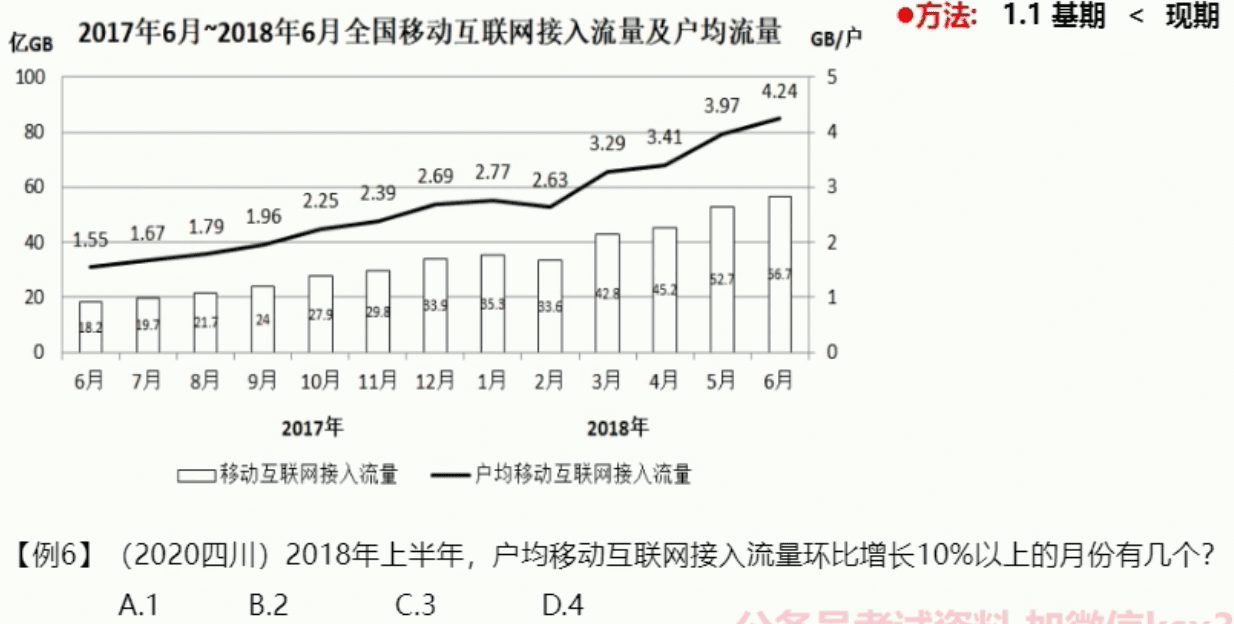 2017年6月~2018年6月全国移动互联网接入流量及户均流量
●方法: 1.1 基期 < 现期
亿GB
GB/户
100
80
60
40
20
0
5
4
3
2
1
0
1.55 1.67 1.79 1.96 2.25 2.39 2.69 2.77 2.63 3.29 3.41 3.97 4.24
18.2 19.7 21.7 24 27.9 29.8 33.9 35.3 33.6 42.8 45.2 52.7 56.7
6月 7月 8月 9月 10月 11月 12月 1月 2月 3月 4月 5月 6月
2017年 2018年
移动互联网接入流量 户均移动互联网接入流量
【例6】（2020四川）2018年上半年，户均移动互联网接入流量环比增长10%以上的月份有几个？
A.1 B.2 C.3 D.4